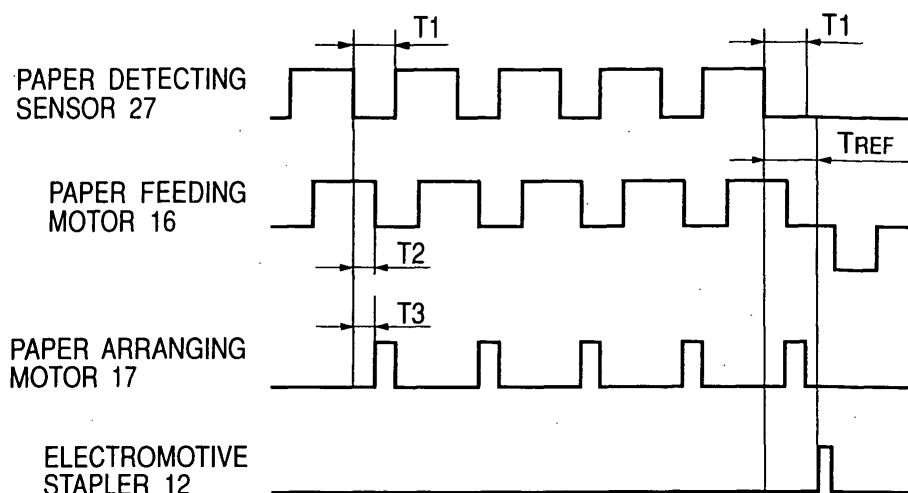 T1
T1
PAPER DETECTING
SENSOR 27
TREF
PAPER FEEDING
MOTOR 16
T2
T3
PAPER ARRANGING
MOTOR 17
ELECTROMOTIVE
STAPLER 12